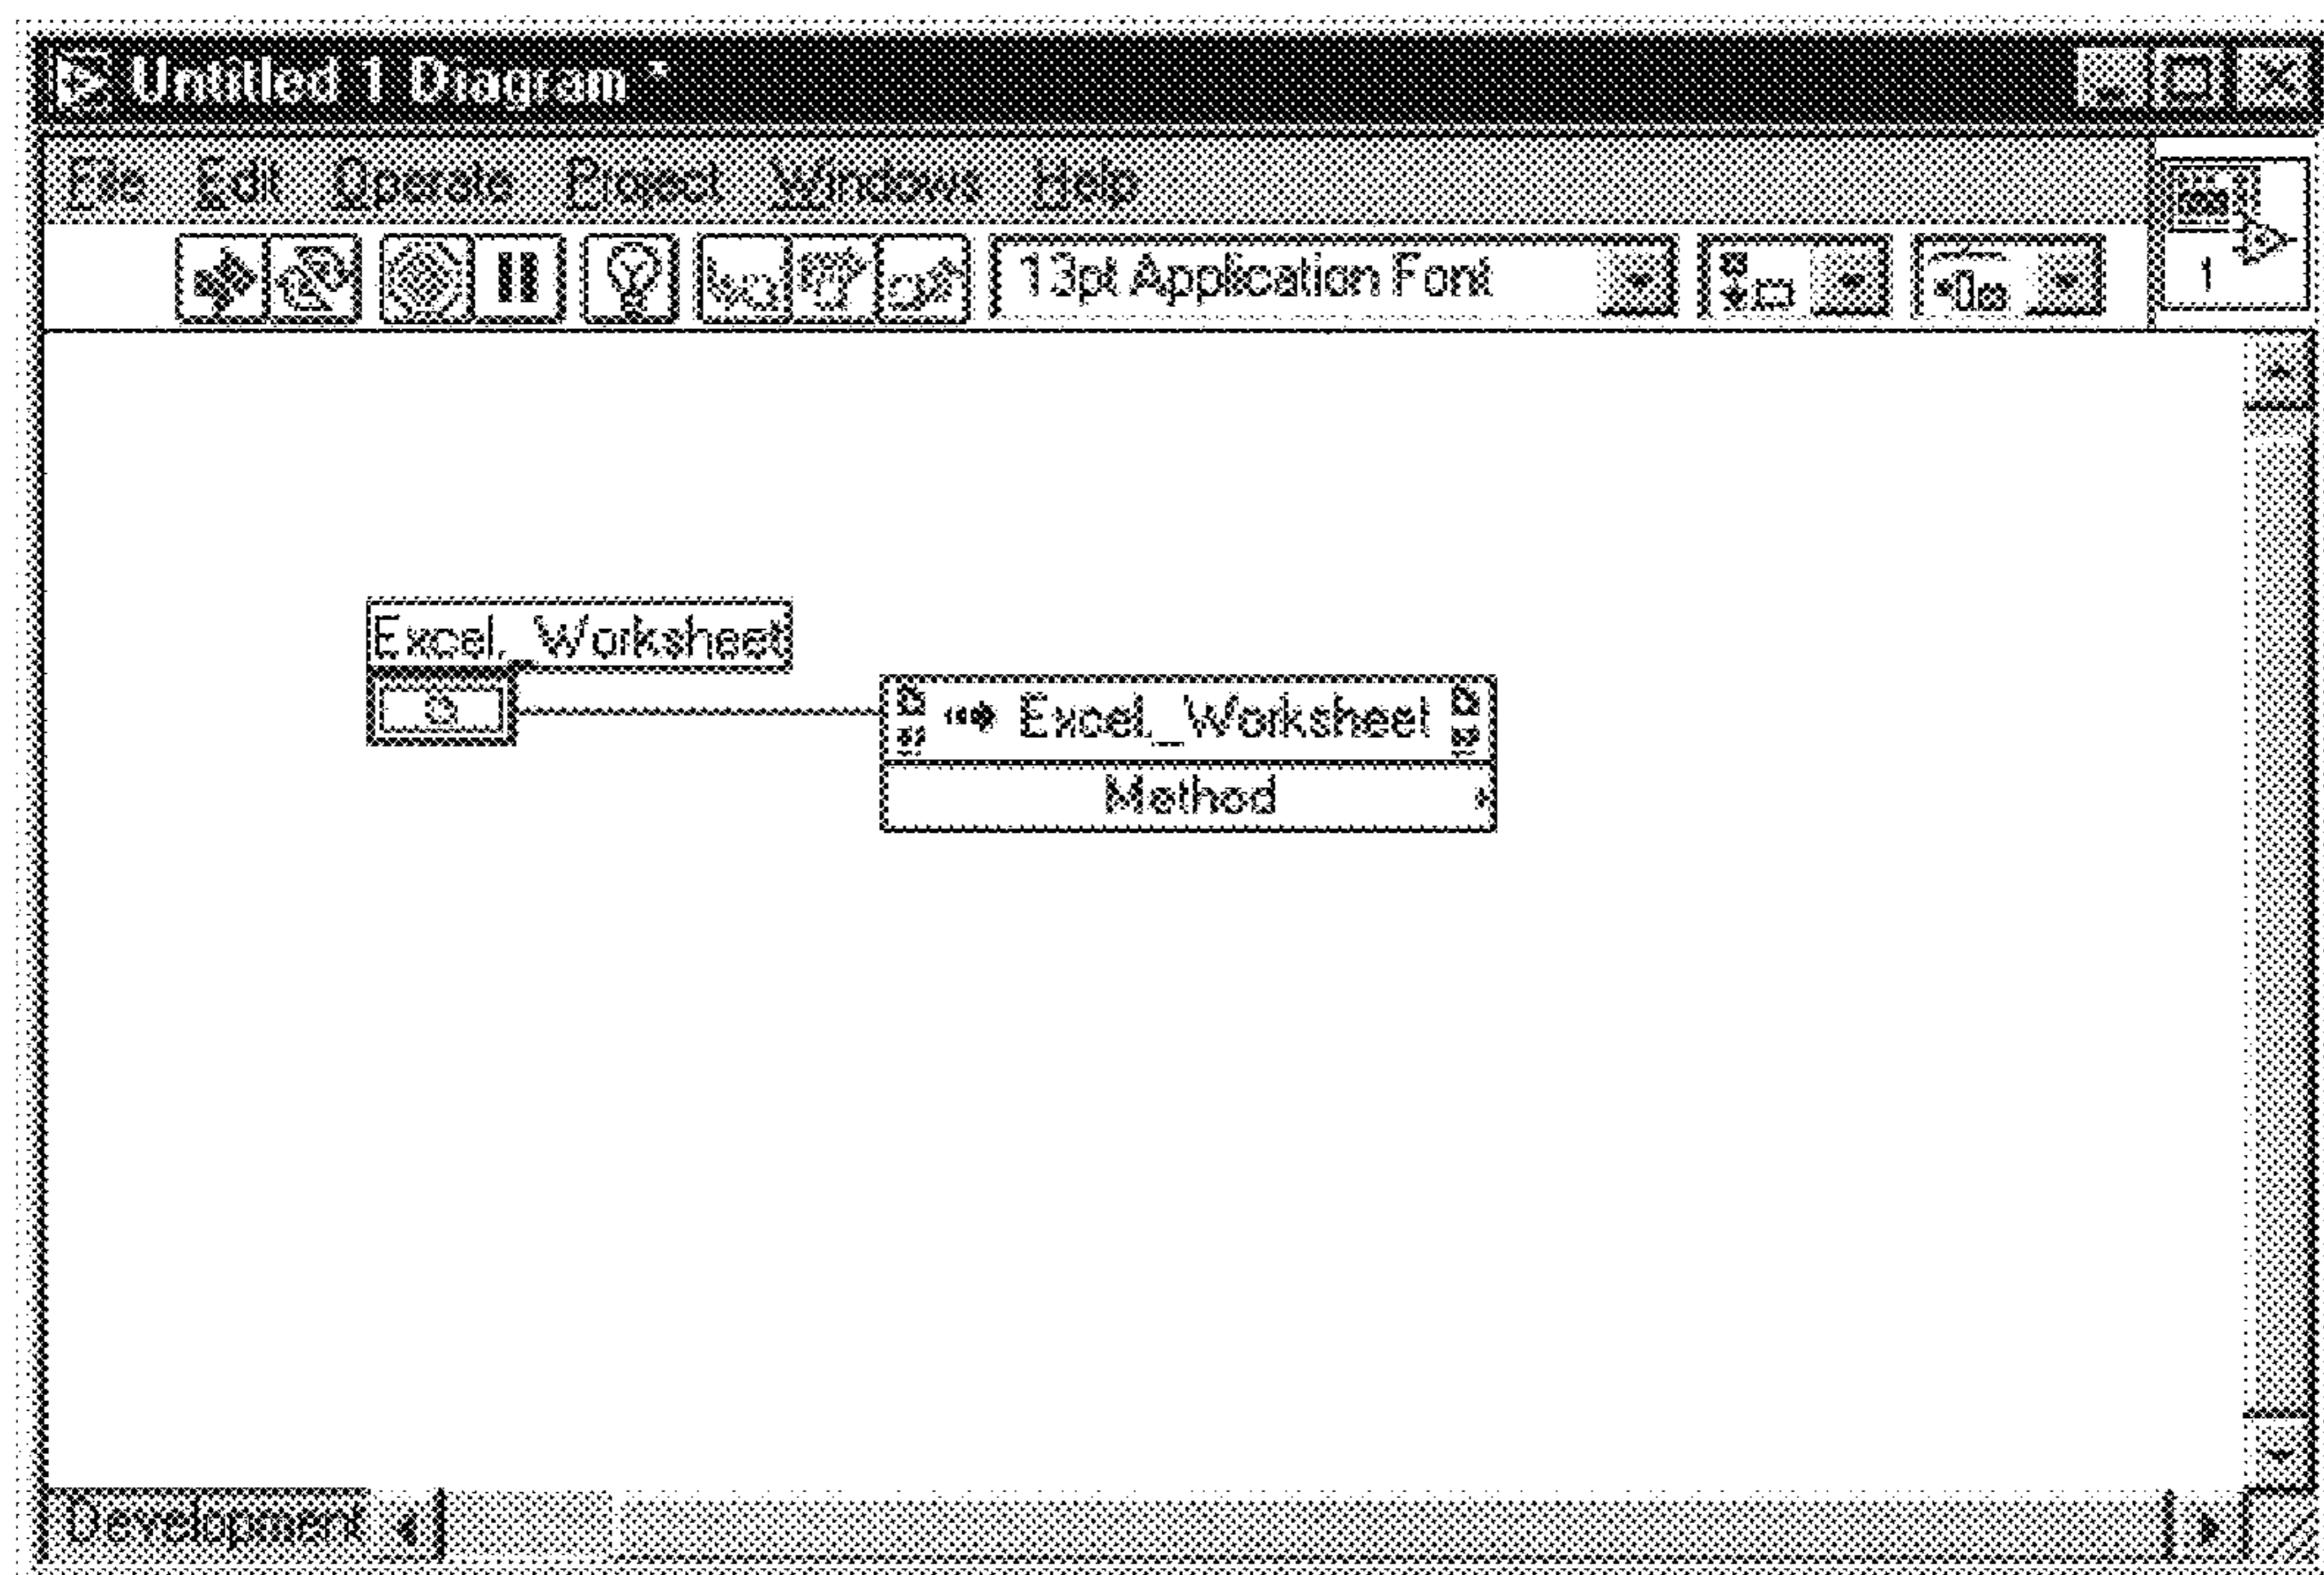 Untitled 1 Diagram *
File Edit Operate Project Windows Help
13pt Application Font
1
Excel._Worksheet
Excel._Worksheet
Method
Development